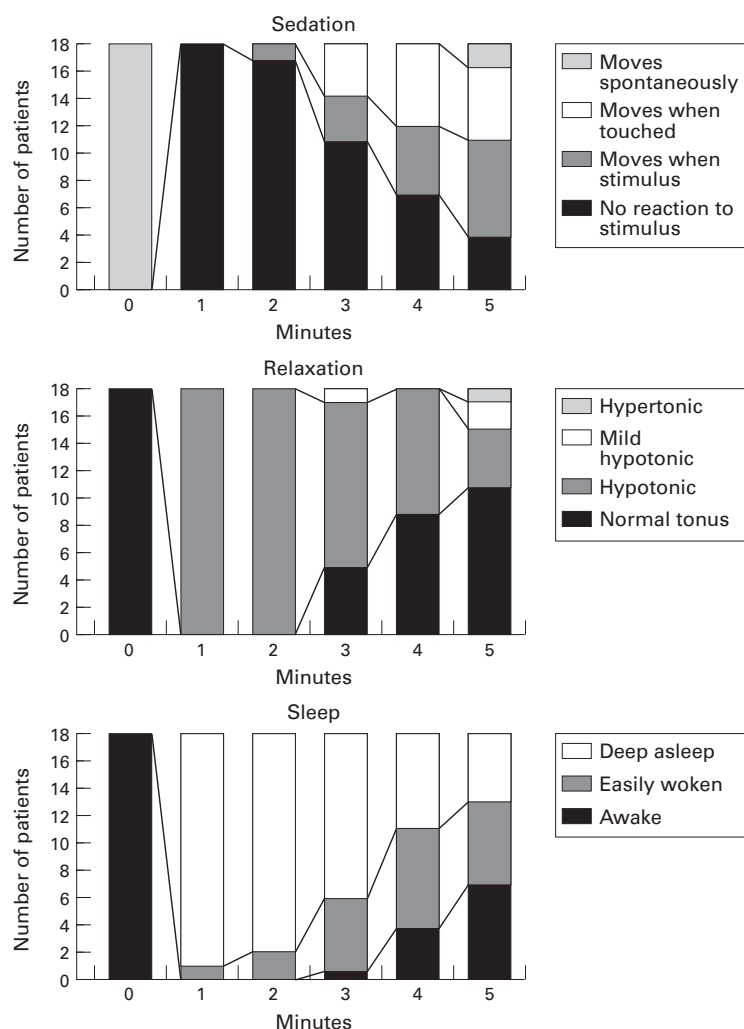 Sedation
18
16
14
12
10
8
6
4
2
0
Number of patients
0 1 2 3 4 5
Minutes
Moves
spontaneously
Moves when
touched
Moves when
stimulus
No reaction to
stimulus
Relaxation
18
16
14
12
10
8
6
4
2
0
Number of patients
0 1 2 3 4 5
Minutes
Hypertonic
Mild
hypotonic
Hypotonic
Normal tonus
Sleep
18
16
14
12
10
8
6
4
2
0
Number of patients
0 1 2 3 4 5
Minutes
Deep asleep
Easily woken
Awake